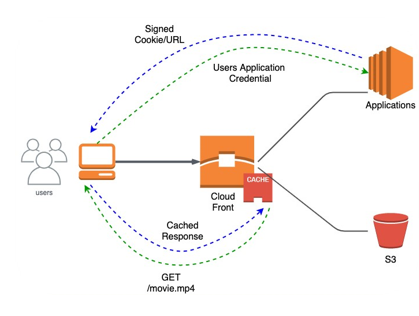 Signed
Cookie/URL
Users Application
Credential
Applications
users
CACHE
Cloud
Front
Cached
Response
S3
GET
/movie.mp4